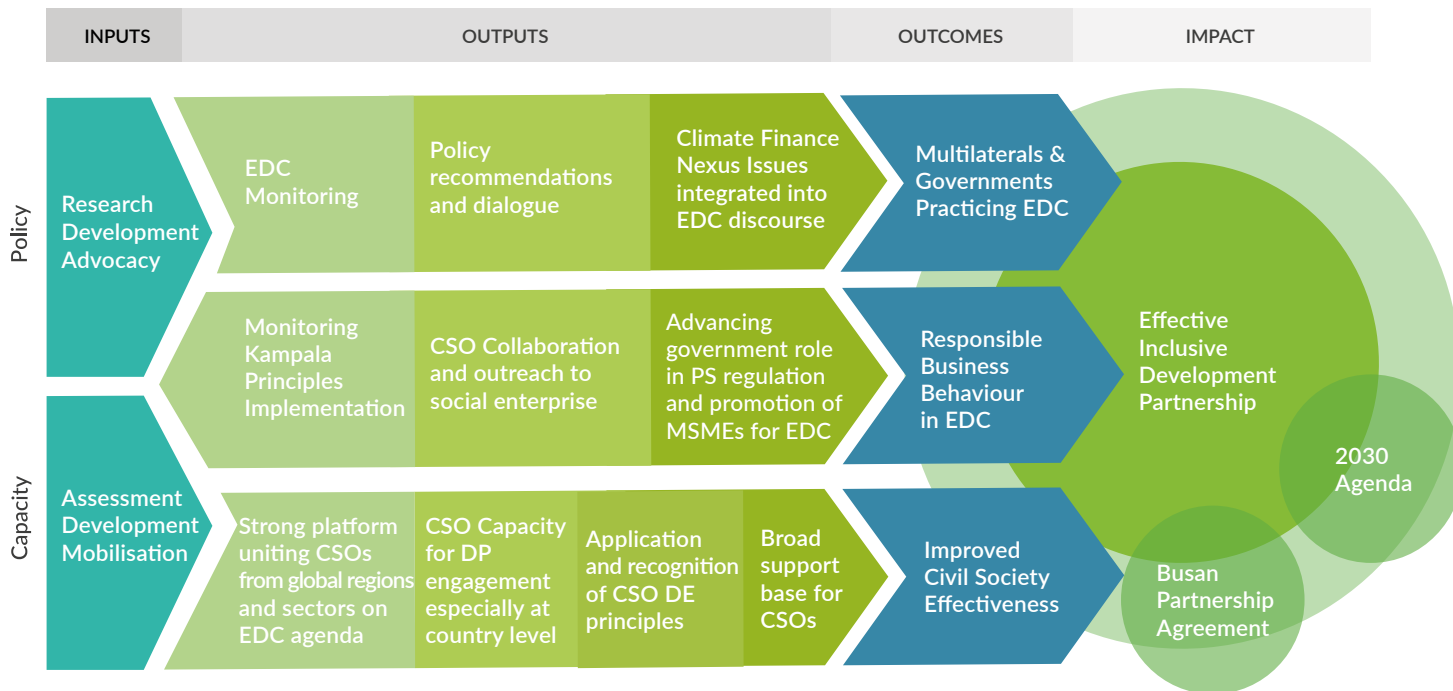 INPUTS
OUTPUTS
OUTCOMES
IMPACT
Policy
Research
Development
Advocacy
EDC
Monitoring
Policy
recommendations
and dialogue
Climate Finance
Nexus Issues
integrated into
EDC discourse
Multilaterals &
Governments
Practicing EDC
Monitoring
Kampala
Principles
Implementation
CSO Collaboration
and outreach to
social enterprise
Advancing
government role
in PS regulation
and promotion of
MSMEs for EDC
Responsible
Business
Behaviour
in EDC
Effective
Inclusive
Development
Partnership
2030
Agenda
Capacity
Assessment
Development
Mobilisation
Strong platform
uniting CSOs
from global regions
and sectors on
EDC agenda
CSO Capacity
for DP
engagement
especially at
country level
Application
and recognition
of CSO DE
principles
Broad
support
base for
CSOs
Improved
Civil Society
Effectiveness
Busan
Partnership
Agreement